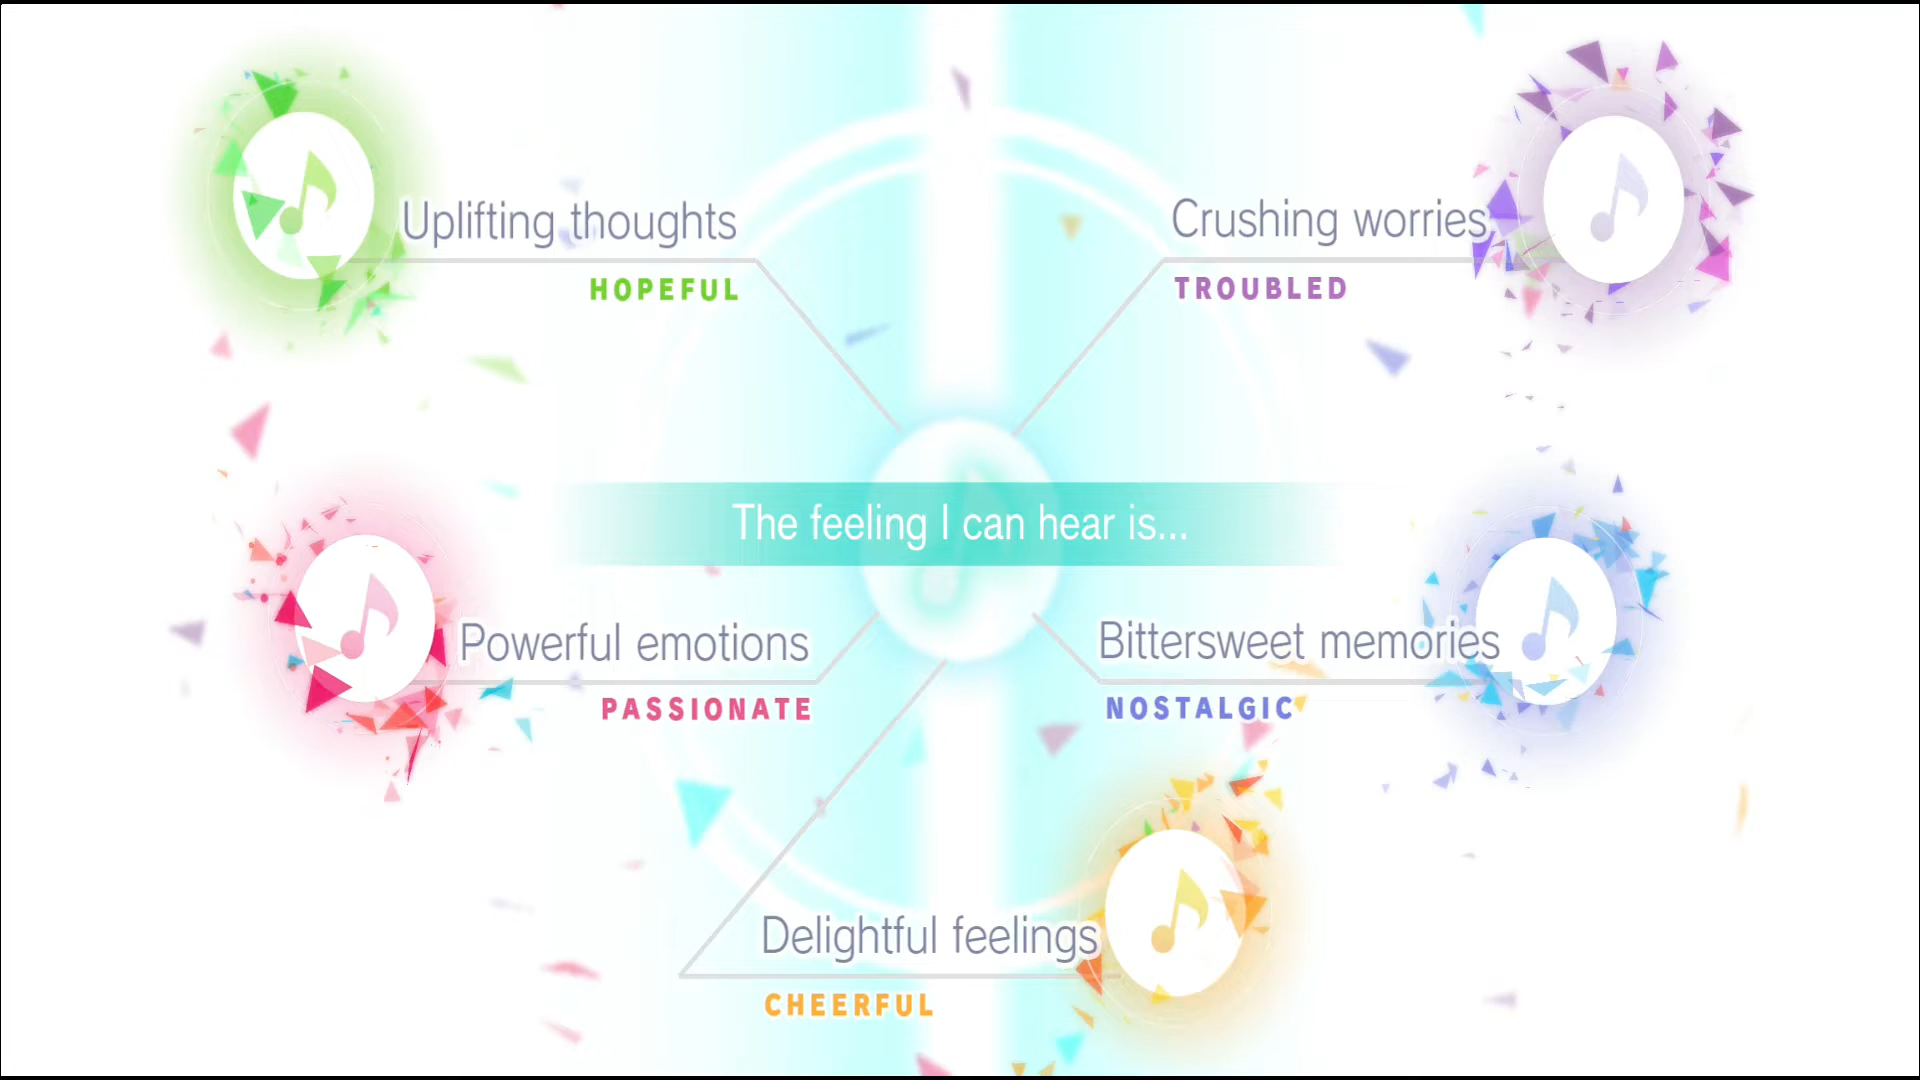 Uplifting thoughts
HOPEFUL
Crushing worries
TROUBLED
The feeling I can hear is...
Powerful emotions
PASSIONATE
Bittersweet memories
NOSTALGIC
Delightful feelings
CHEERFUL